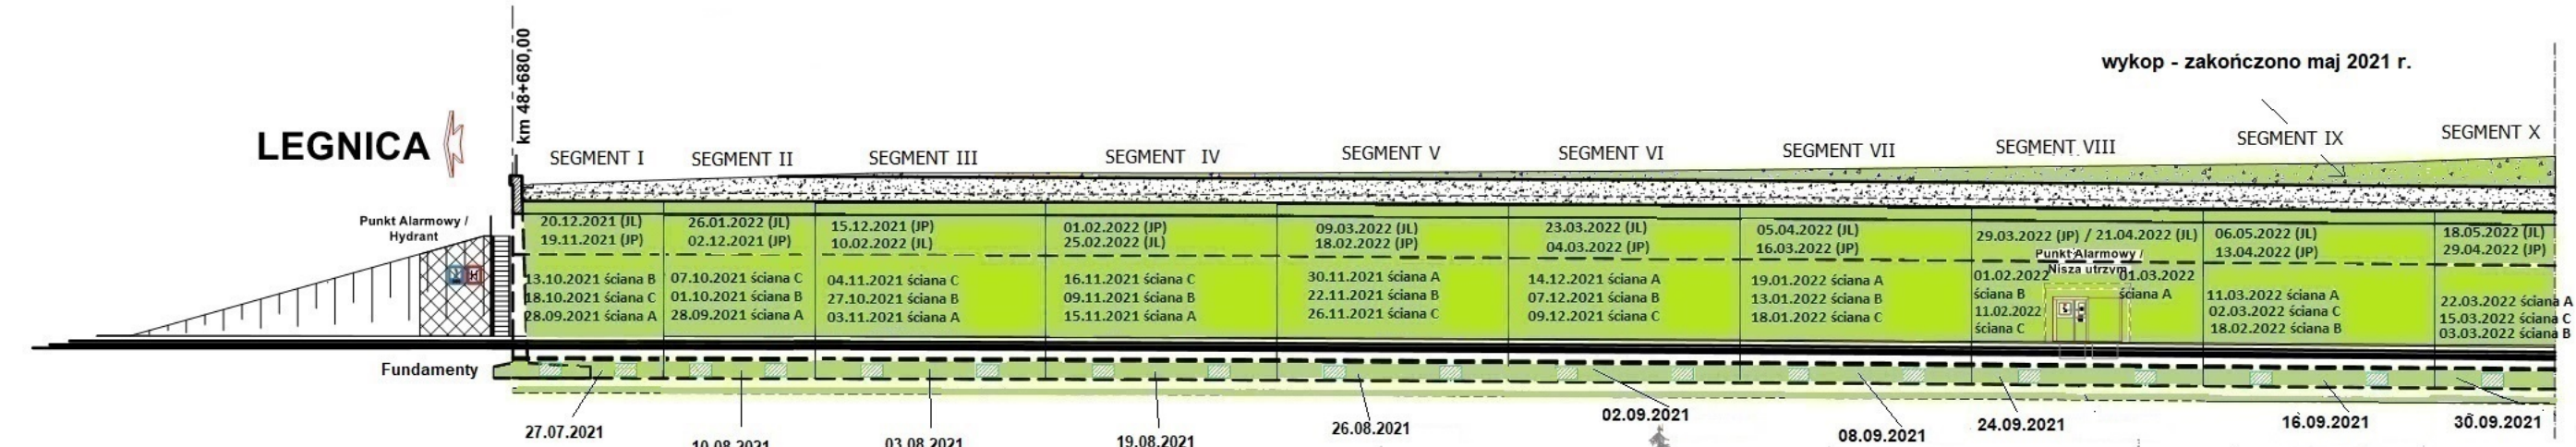 km 48+680,00
wykop - zakończono maj 2021 r.
LEGNICA
SEGMENT I
SEGMENT II
SEGMENT III
SEGMENT IV
SEGMENT V
SEGMENT VI
SEGMENT VII
SEGMENT VIII
SEGMENT IX
SEGMENT X
Punkt Alarmowy /
Hydrant
20.12.2021 (JL)
19.11.2021 (JP)
13.10.2021 ściana B
18.10.2021 ściana C
28.09.2021 ściana A
26.01.2022 (JL)
02.12.2021 (JP)
07.10.2021 ściana C
01.10.2021 ściana B
28.09.2021 ściana A
15.12.2021 (JP)
10.02.2022 (JL)
04.11.2021 ściana C
27.10.2021 ściana B
03.11.2021 ściana A
01.02.2022 (JP)
25.02.2022 (JL)
16.11.2021 ściana C
09.11.2021 ściana B
15.11.2021 ściana A
09.03.2022 (JL)
18.02.2022 (JP)
30.11.2021 ściana A
22.11.2021 ściana B
26.11.2021 ściana C
23.03.2022 (JL)
04.03.2022 (JP)
14.12.2021 ściana A
07.12.2021 ściana B
09.12.2021 ściana C
05.04.2022 (JL)
16.03.2022 (JP)
19.01.2022 ściana A
13.01.2022 ściana B
18.01.2022 ściana C
29.03.2022 (JP) / 21.04.2022 (JL)
Punkt Alarmowy /
Nisza utrzym.
01.02.2022
ściana B
11.02.2022
ściana C
01.03.2022
ściana A
06.05.2022 (JL)
13.04.2022 (JP)
11.03.2022 ściana A
02.03.2022 ściana C
18.02.2022 ściana B
18.05.2022 (JL)
29.04.2022 (JP)
22.03.2022 ściana A
15.03.2022 ściana C
03.03.2022 ściana B
Fundamenty
27.07.2021
10.08.2021
03.08.2021
19.08.2021
26.08.2021
02.09.2021
08.09.2021
24.09.2021
16.09.2021
30.09.2021